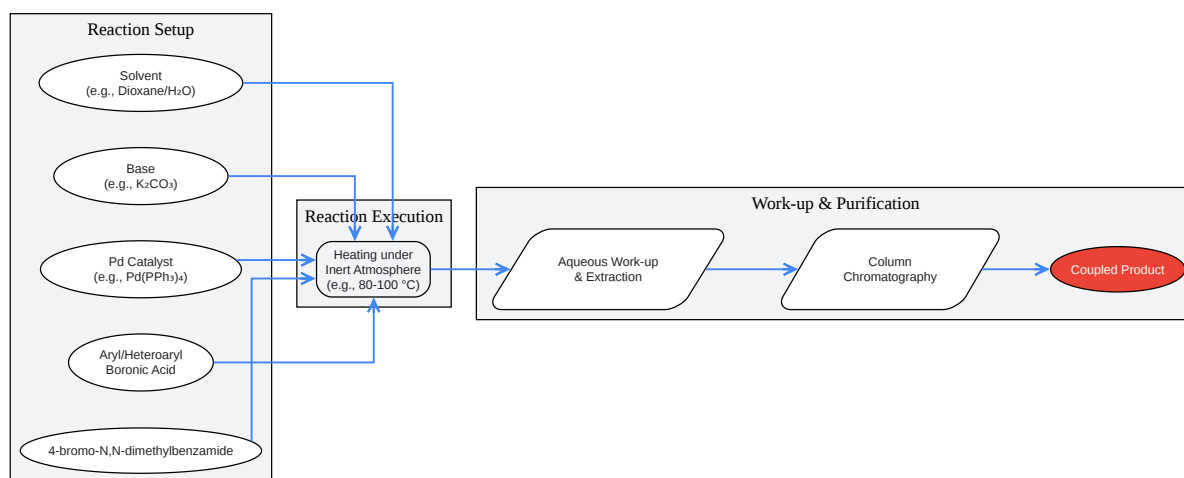 Reaction Setup
Solvent
(e.g., Dioxane/H₂O)
Base
(e.g., K₂CO₃)
Pd Catalyst
(e.g., Pd(PPh₃)₄)
Aryl/Heteroaryl
Boronic Acid
4-bromo-N,N-dimethylbenzamide
Reaction Execution
Heating under
Inert Atmosphere
(e.g., 80-100 °C)
Work-up & Purification
Aqueous Work-up
& Extraction
Column
Chromatography
Coupled Product